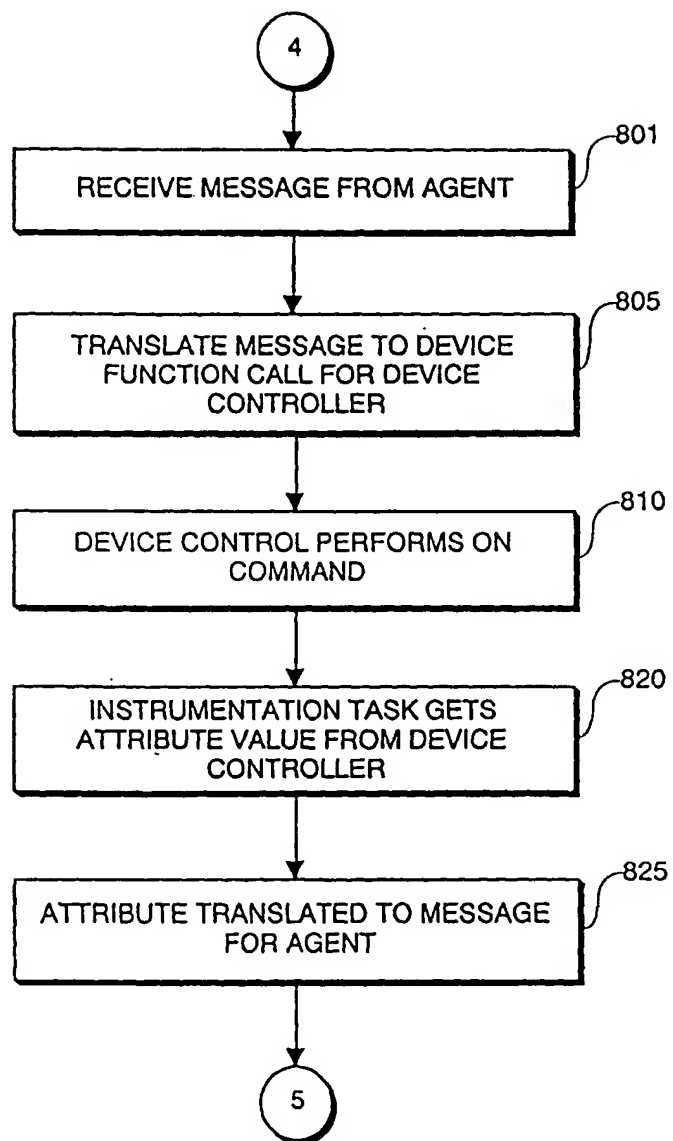 4
801
RECEIVE MESSAGE FROM AGENT
805
TRANSLATE MESSAGE TO DEVICE
FUNCTION CALL FOR DEVICE
CONTROLLER
810
DEVICE CONTROL PERFORMS ON
COMMAND
820
INSTRUMENTATION TASK GETS
ATTRIBUTE VALUE FROM DEVICE
CONTROLLER
825
ATTRIBUTE TRANSLATED TO MESSAGE
FOR AGENT
5